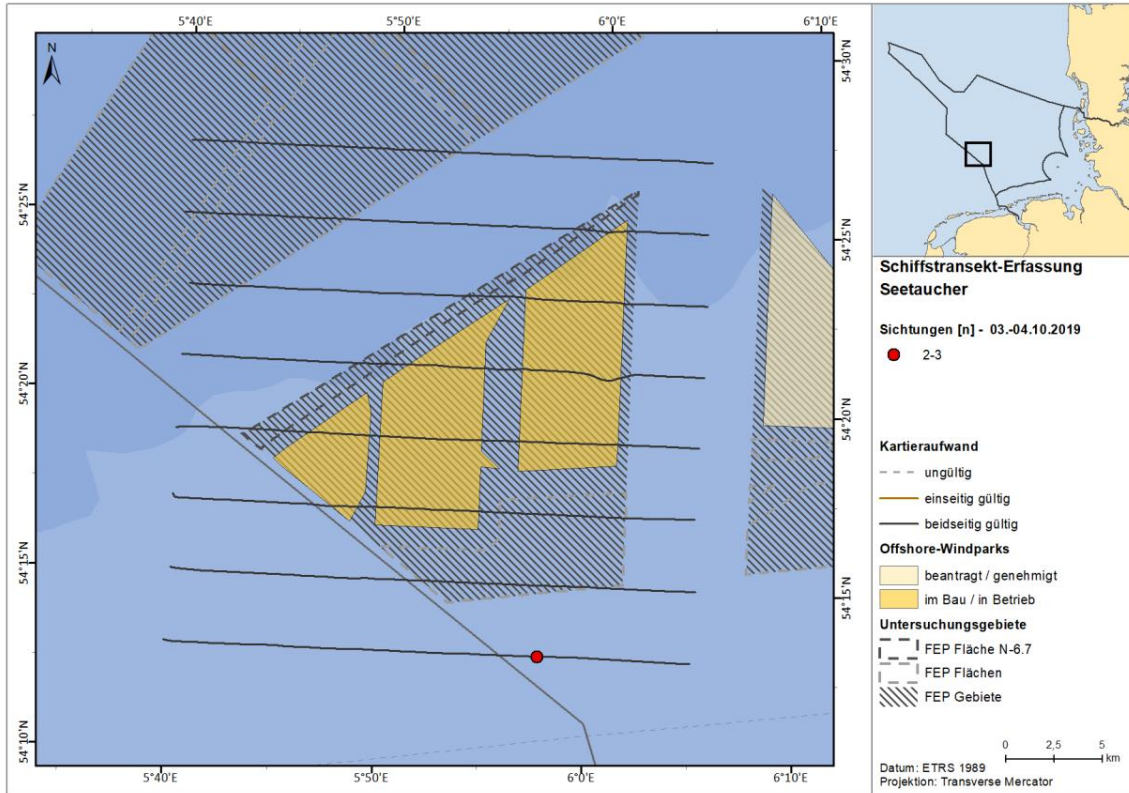 5°40'E
5°50'E
6°0'E
6°10'E
N
54°30'N
54°25'N
54°25'N
54°20'N
54°20'N
54°15'N
54°15'N
54°10'N
5°40'E
5°50'E
6°0'E
6°10'E
Schiffstransekt-Erfassung
Seetaucher
Sichtungen [n] - 03.-04.10.2019
2-3
Kartieraufwand
ungültig
einseitig gültig
beidseitig gültig
Offshore-Windparks
beantragt / genehmigt
im Bau / in Betrieb
Untersuchungsgebiete
FEP Fläche N-6.7
FEP Flächen
FEP Gebiete
0 2,5 5
km
Datum: ETRS 1989
Projektion: Transverse Mercator